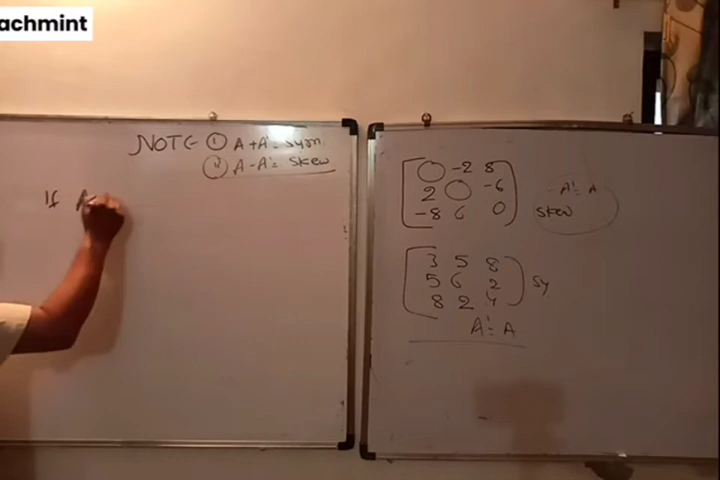 achmint
NOTE ① A + A' = sym
② A - A' = skew
If A
0 -2 8
2 0 -6
-8 6 0
- A' = A
skew
3 5 8
5 6 2
8 2 4
Sy
A' = A